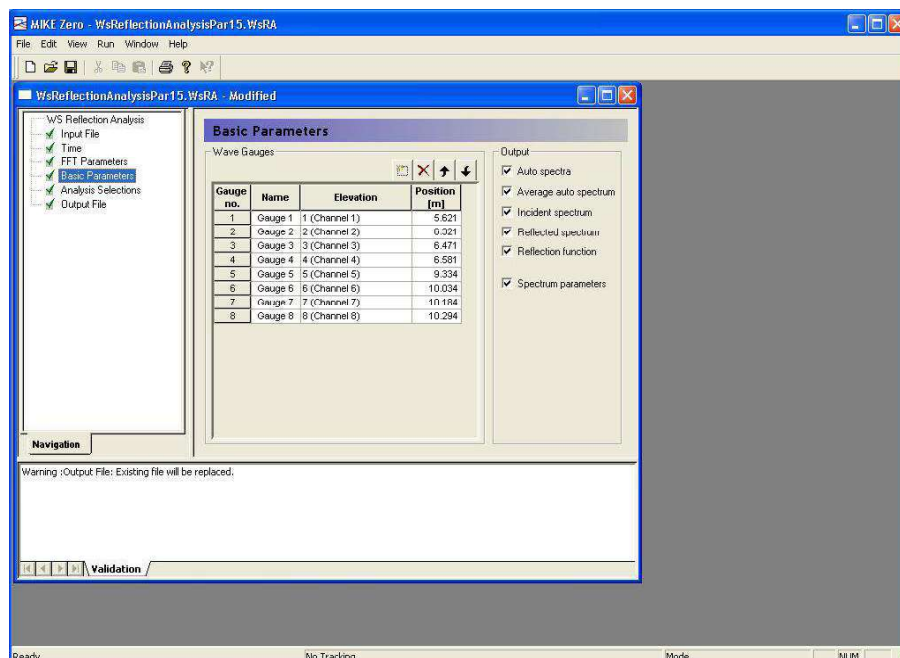 MIKE Zero - WsReflectionAnalysisPar15.WsRA
File Edit View Run Window Help
WsReflectionAnalysisPar15.WsRA - Modified
WS Reflection Analysis
Input File
Time
FFT Parameters
Basic Parameters
Analysis Selections
Output File
Navigation
Basic Parameters
Wave Gauges
Gauge no. Name Elevation Position [m]
1 Gauge 1 1 (Channel 1) 5.621
2 Gauge 2 2 (Channel 2)
3 Gauge 3 3 (Channel 3) 6.471
4 Gauge 4 4 (Channel 4) 6.581
5 Gauge 5 5 (Channel 5) 9.334
6 Gauge 6 6 (Channel 6) 10.034
7 Gauge 7 7 (Channel 7) 10.184
8 Gauge 8 8 (Channel 8) 10.294
Output
Auto spectra
Average auto spectrum
Incident spectrum
Reflected spectrum
Reflection function
Spectrum parameters
Warning :Output File: Existing file will be replaced.
Validation
Ready No Tracking Mode NUM